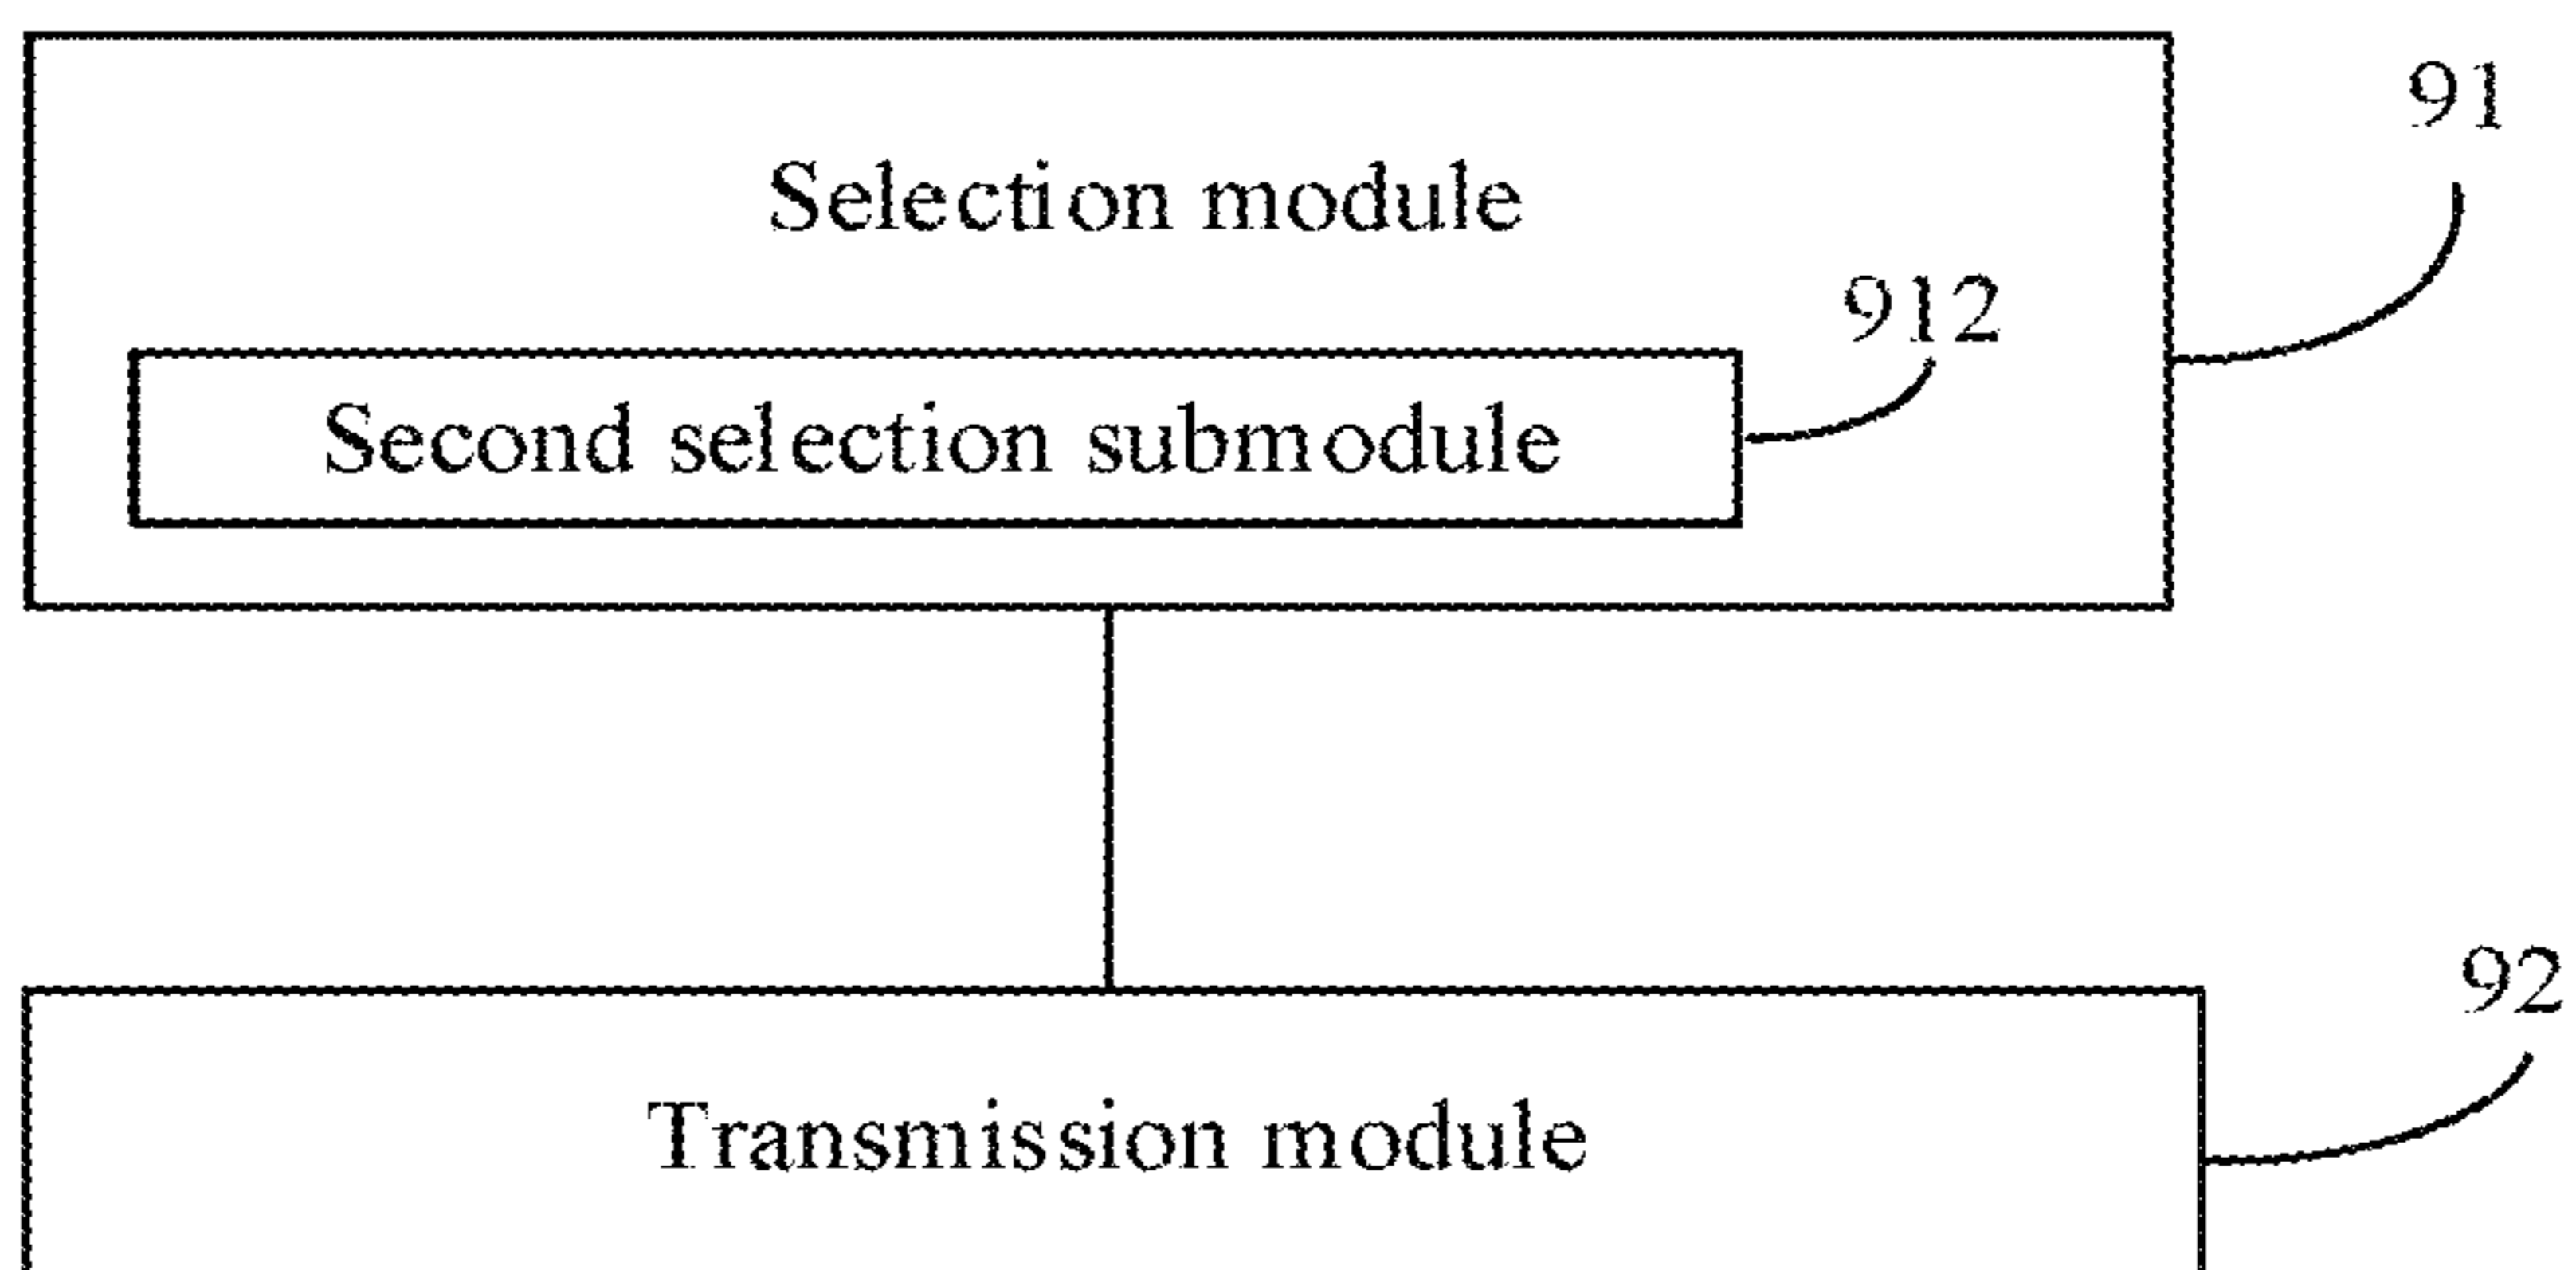 91
Selection module
912
Second selection submodule
92
Transmission module